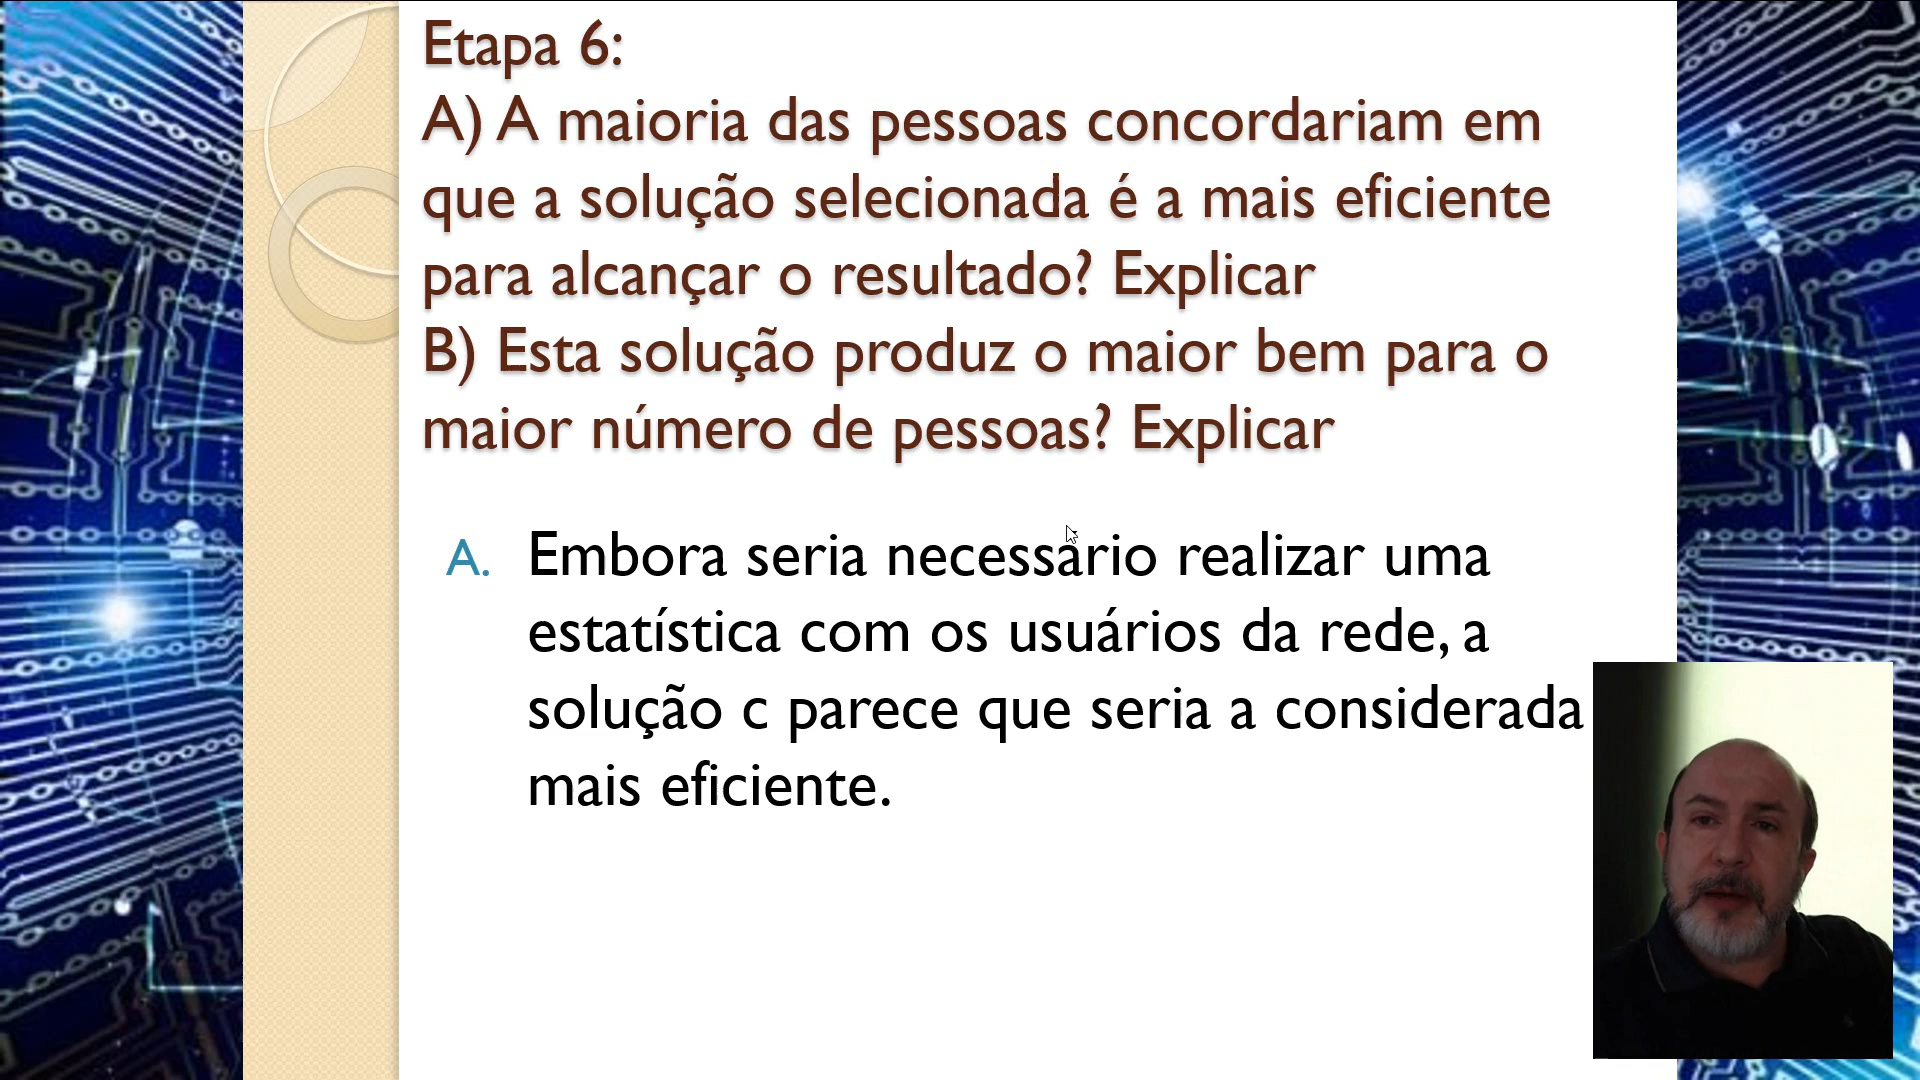 Etapa 6:
A) A maioria das pessoas concordariam em
que a solução selecionada é a mais eficiente
para alcançar o resultado? Explicar
B) Esta solução produz o maior bem para o
maior número de pessoas? Explicar
A. Embora seria necessário realizar uma
estatística com os usuários da rede, a
solução c parece que seria a considerada
mais eficiente.